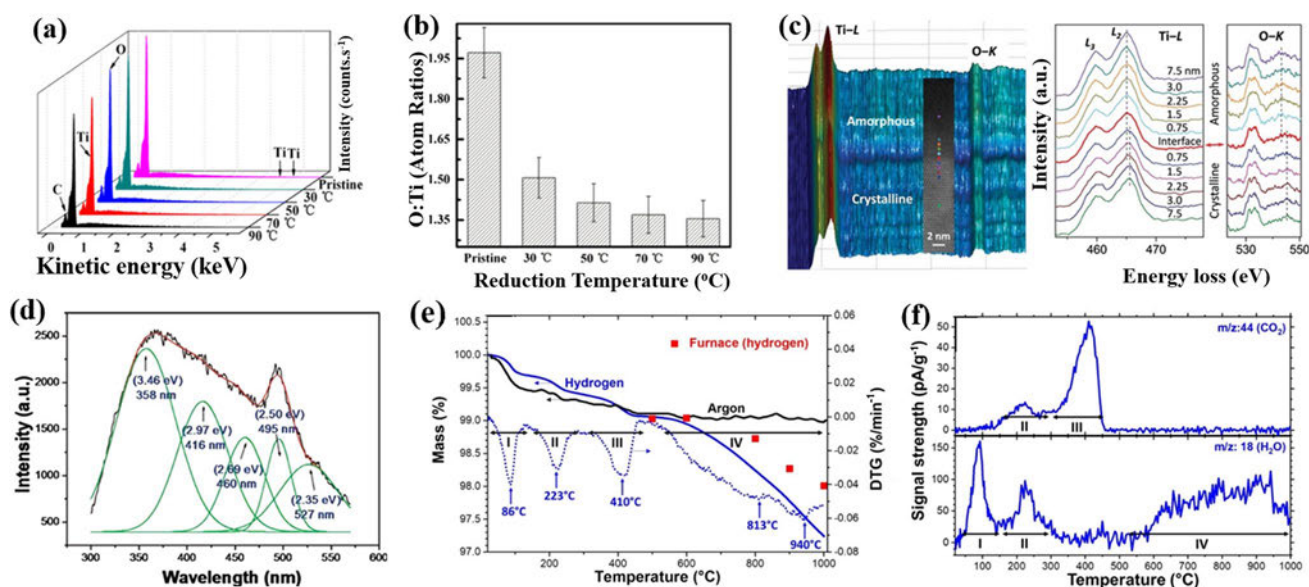 (a)
O
Ti
C
Ti Ti
Intensity (counts.s⁻¹)
Pristine
30 ℃
50 ℃
70 ℃
90 ℃
0 1 2 3 4 5
Kinetic energy (keV)
(b)
O:Ti (Atom Ratios)
1.95
1.80
1.65
1.50
1.35
Pristine 30 ℃ 50 ℃ 70 ℃ 90 ℃
Reduction Temperature (°C)
(c)
Ti–L
O–K
Amorphous
Crystalline
2 nm
Intensity (a.u.)
L₃ L₂ Ti–L
O–K
7.5 nm
3.0
2.25
1.5
0.75
Interface
0.75
1.5
2.25
3.0
7.5
Amorphous
Crystalline
460 470
530 550
Energy loss (eV)
(d)
Intensity (a.u.)
2500
2000
1500
1000
500
(3.46 eV)
358 nm
(2.97 eV)
416 nm
(2.69 eV)
460 nm
(2.50 eV)
495 nm
(2.35 eV)
527 nm
300 350 400 450 500 550 600
Wavelength (nm)
(e)
Mass (%)
100.5
100.0
99.5
99.0
98.5
98.0
97.5
97.0
Furnace (hydrogen)
Hydrogen
Argon
I II III IV
86°C
223°C
410°C
813°C
940°C
0.06
0.04
0.02
0.00
-0.02
-0.04
-0.06
-0.08
DTG (%/min⁻¹)
0 200 400 600 800 1000
Temperature (°C)
(f)
Signal strength (pA/g⁻¹)
50
40
30
20
10
0
m/z:44 (CO₂)
II III
150
100
50
0
m/z: 18 (H₂O)
I II IV
100 200 300 400 500 600 700 800 900 1000
Temperature (°C)